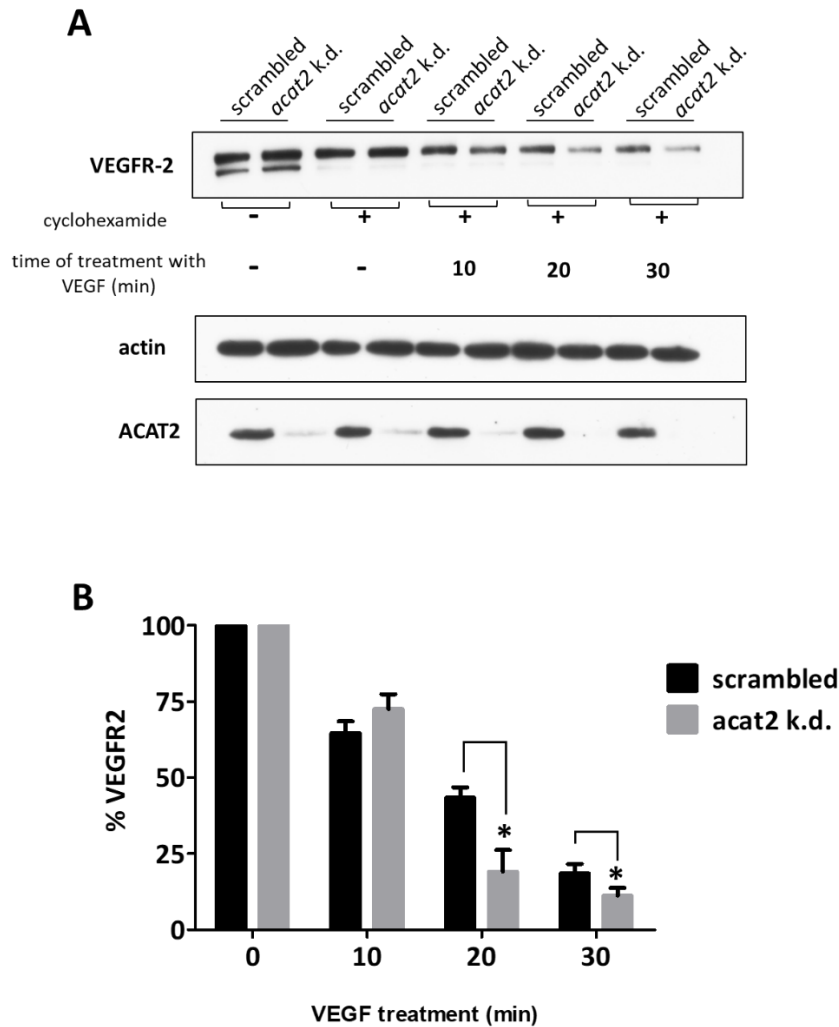 A
scrambled
acat2 k.d.
scrambled
acat2 k.d.
scrambled
acat2 k.d.
scrambled
acat2 k.d.
scrambled
acat2 k.d.
VEGFR-2
cyclohexamide - + + + +
time of treatment with
VEGF (min) - - 10 20 30
actin
ACAT2
B
100
75
50
25
0
% VEGFR2
* *
0 10 20 30
VEGF treatment (min)
scrambled
acat2 k.d.